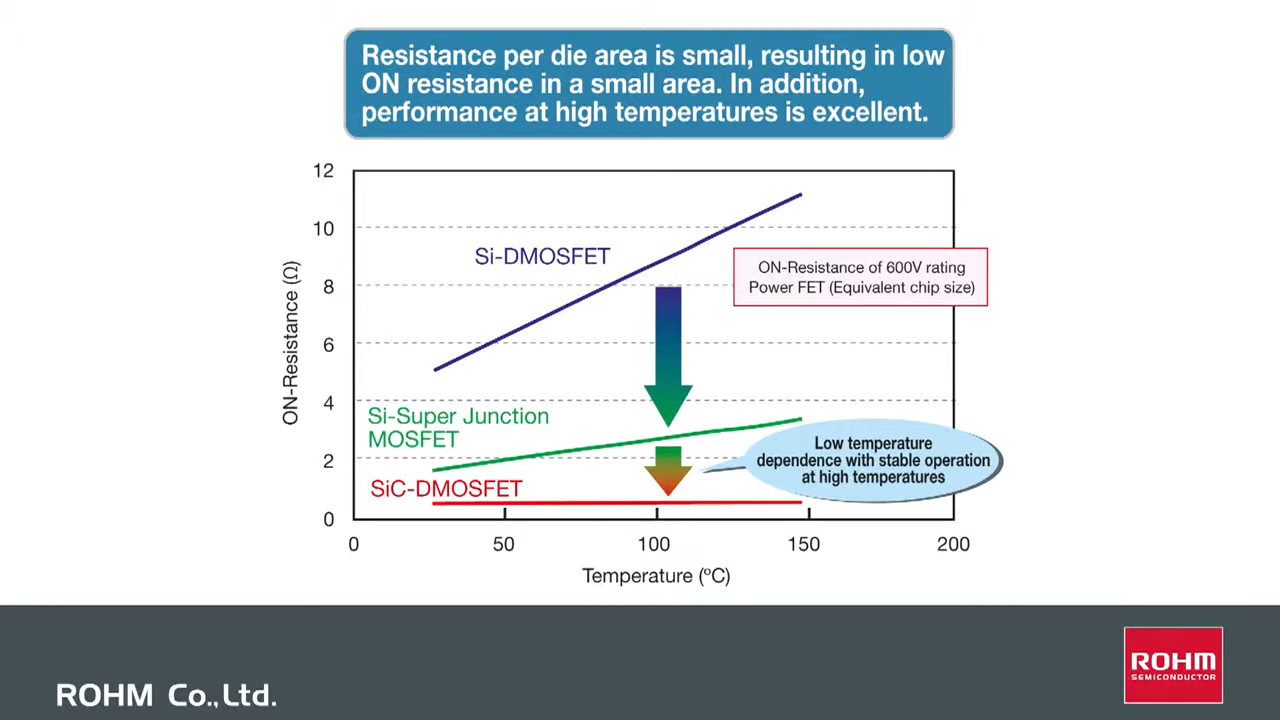 Resistance per die area is small, resulting in low
ON resistance in a small area. In addition,
performance at high temperatures is excellent.
12
10
8
6
4
2
0
ON-Resistance (Ω)
Si-DMOSFET
ON-Resistance of 600V rating
Power FET (Equivalent chip size)
Si-Super Junction
MOSFET
Low temperature
dependence with stable operation
at high temperatures
SiC-DMOSFET
0
50
100
150
200
Temperature (ºC)
ROHM Co.,Ltd.
ROHM
SEMICONDUCTOR